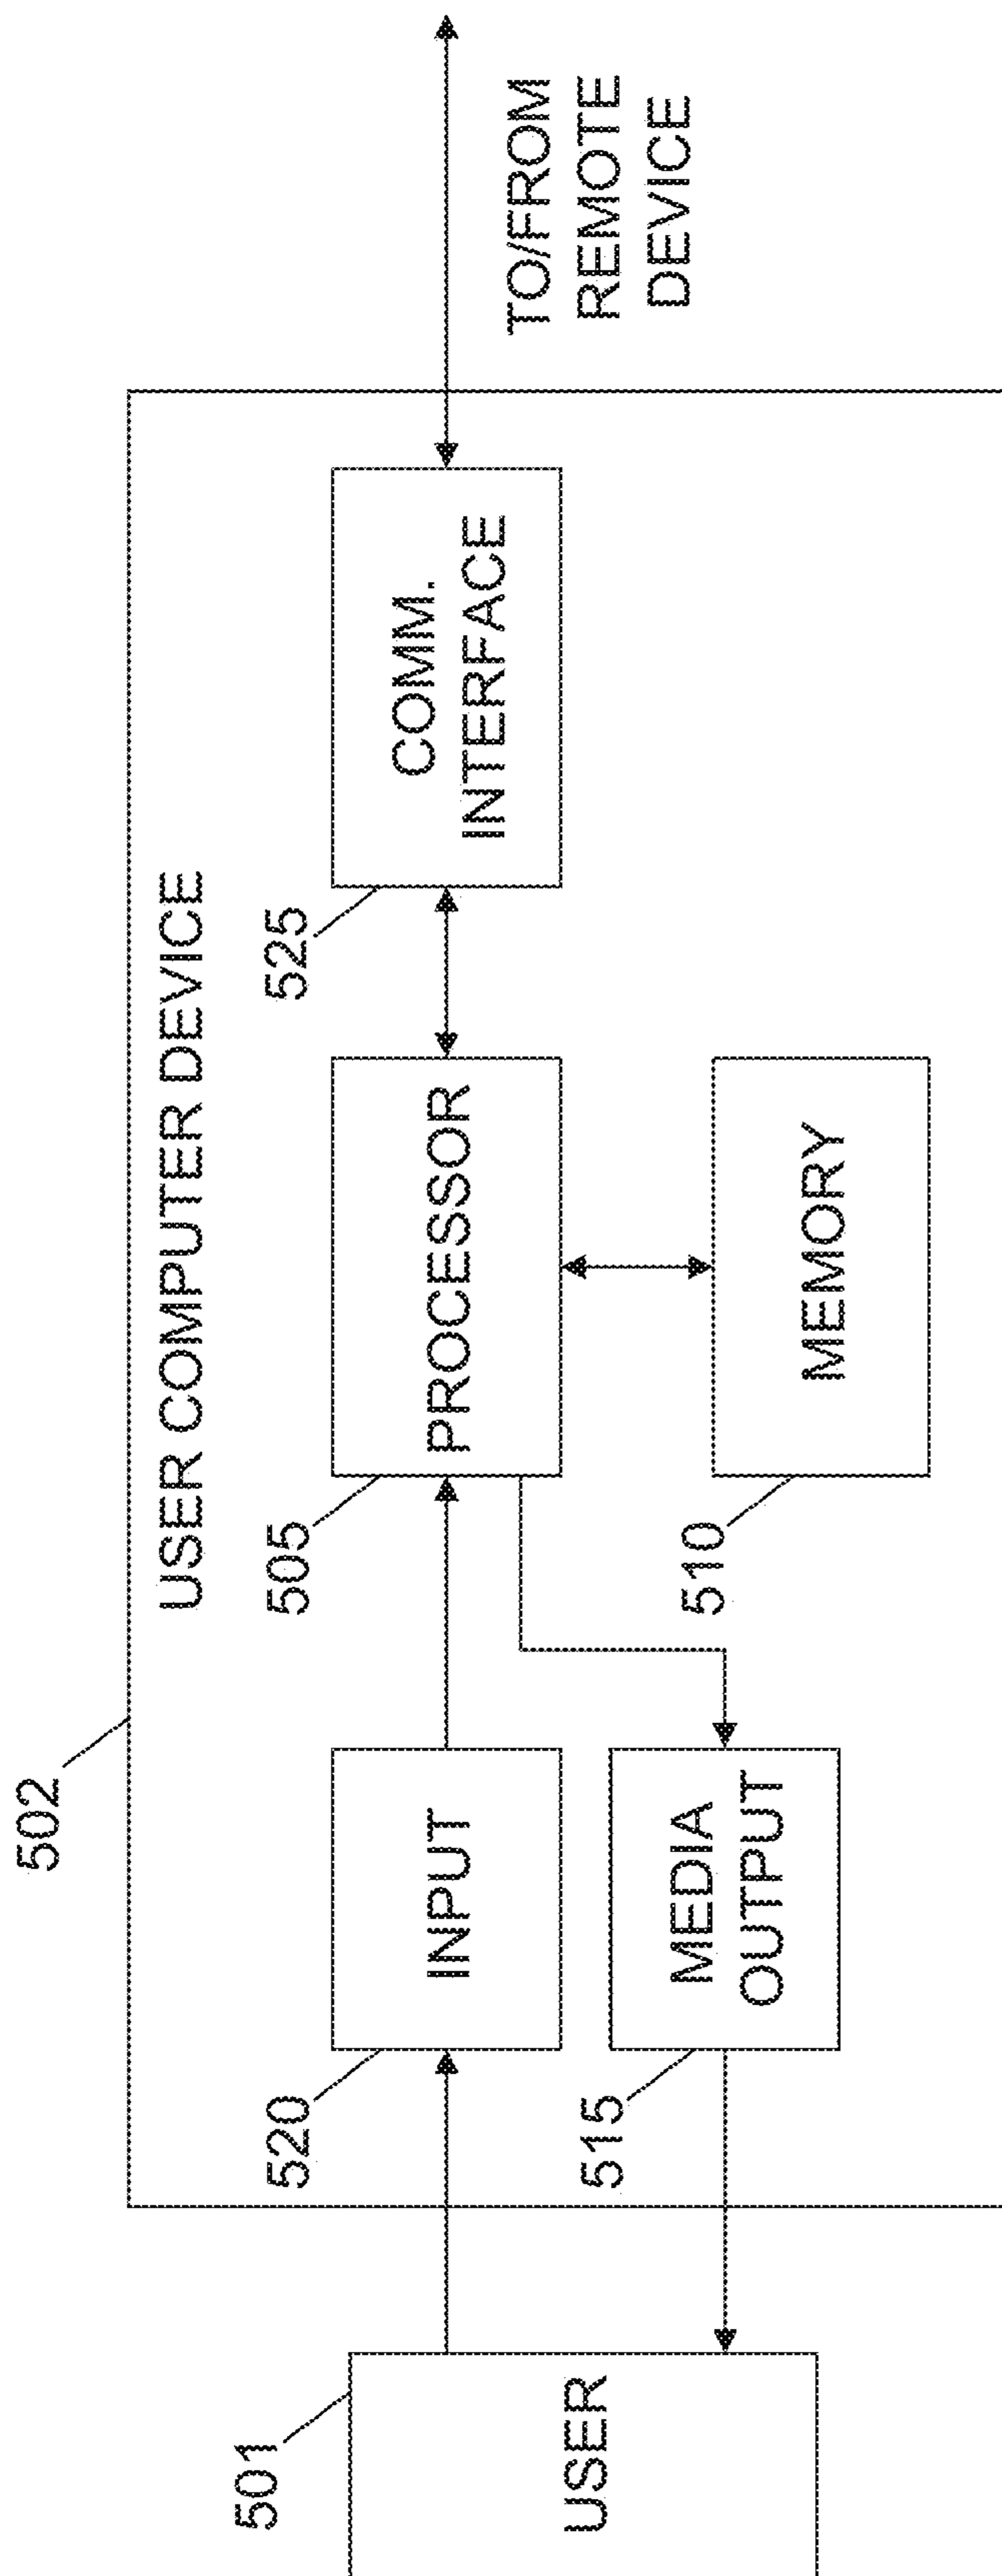 502
USER COMPUTER DEVICE
501
USER
520
INPUT
505
PROCESSOR
525
COMM.
INTERFACE
TO/FROM
REMOTE
DEVICE
515
MEDIA
OUTPUT
510
MEMORY